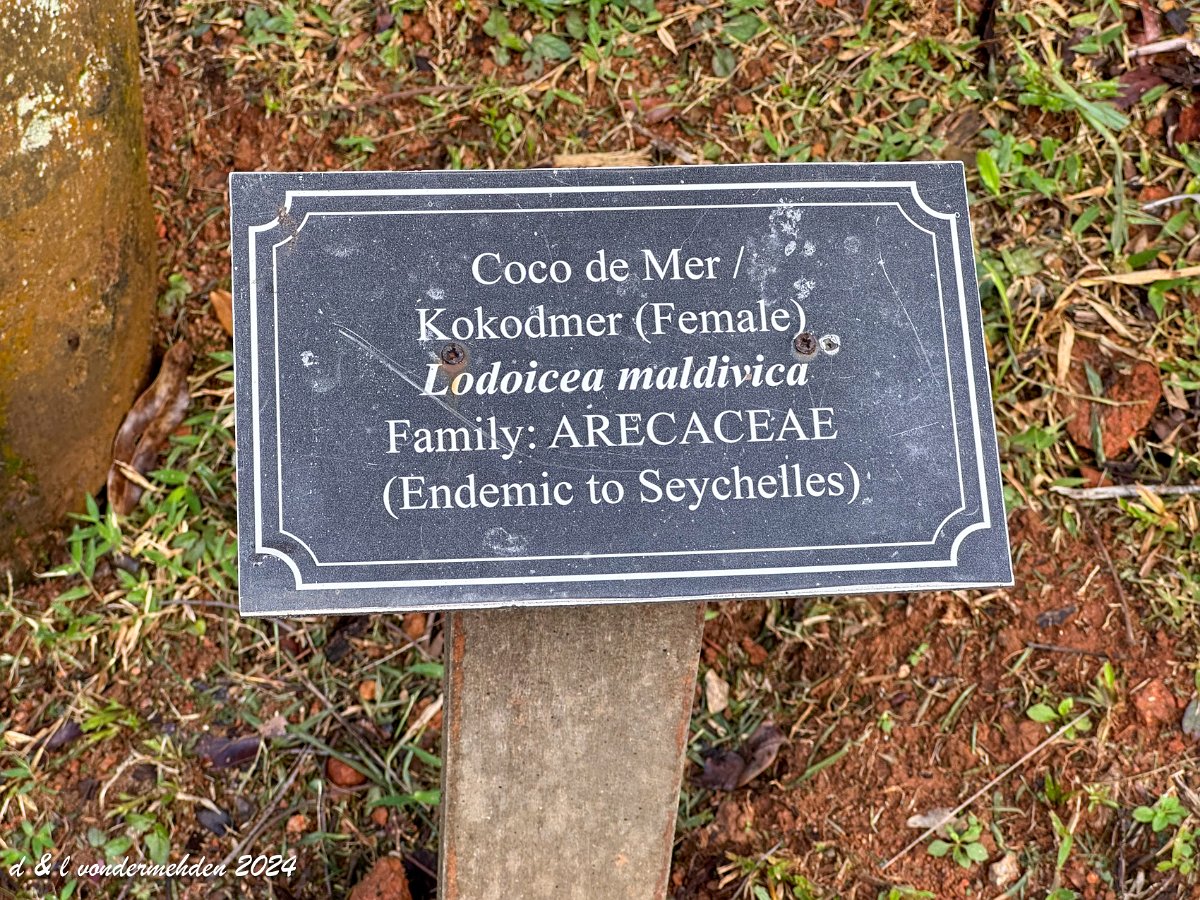 Coco de Mer /
Kokodmer (Female)
Lodoicea maldivica
Family: ARECACEAE
(Endemic to Seychelles)
d & l vondermehden 2024